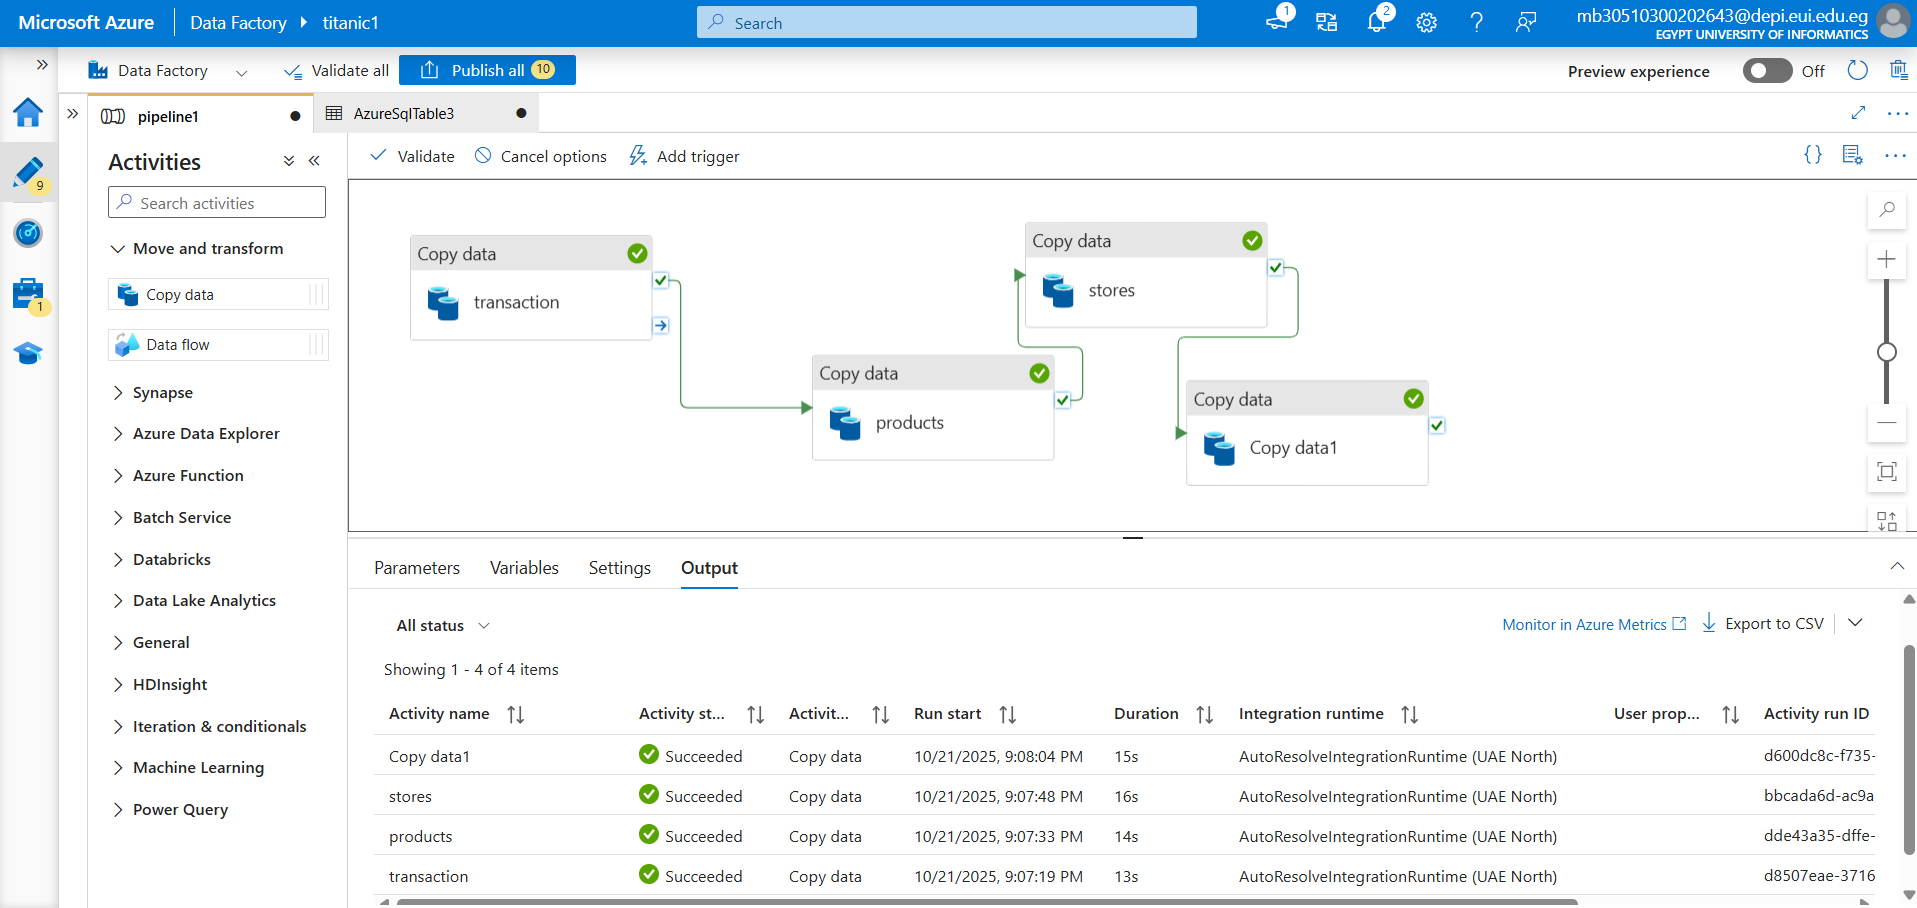 Microsoft Azure
Data Factory
titanic1
Search
1
2
mb30510300202643@depi.eui.edu.eg
EGYPT UNIVERSITY OF INFORMATICS
Data Factory
Validate all
Publish all 10
Preview experience
Off
pipeline1
AzureSqlTable3
9
1
Activities
Search activities
Move and transform
Copy data
Data flow
Synapse
Azure Data Explorer
Azure Function
Batch Service
Databricks
Data Lake Analytics
General
HDInsight
Iteration & conditionals
Machine Learning
Power Query
Validate
Cancel options
Add trigger
Copy data
transaction
Copy data
products
Copy data
stores
Copy data
Copy data1
Parameters Variables Settings Output
All status
Monitor in Azure Metrics
Export to CSV
Showing 1 - 4 of 4 items
Activity name Activity st... Activit... Run start Duration Integration runtime User prop... Activity run ID
Copy data1 Succeeded Copy data 10/21/2025, 9:08:04 PM 15s AutoResolveIntegrationRuntime (UAE North) d600dc8c-f735-
stores Succeeded Copy data 10/21/2025, 9:07:48 PM 16s AutoResolveIntegrationRuntime (UAE North) bbcada6d-ac9a
products Succeeded Copy data 10/21/2025, 9:07:33 PM 14s AutoResolveIntegrationRuntime (UAE North) dde43a35-dffe-
transaction Succeeded Copy data 10/21/2025, 9:07:19 PM 13s AutoResolveIntegrationRuntime (UAE North) d8507eae-3716